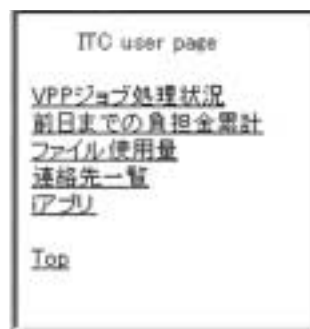 ITC user page
VPPジョブ処理状況
前日までの負担金累計
ファイル使用量
連絡先一覧
iアプリ
Top